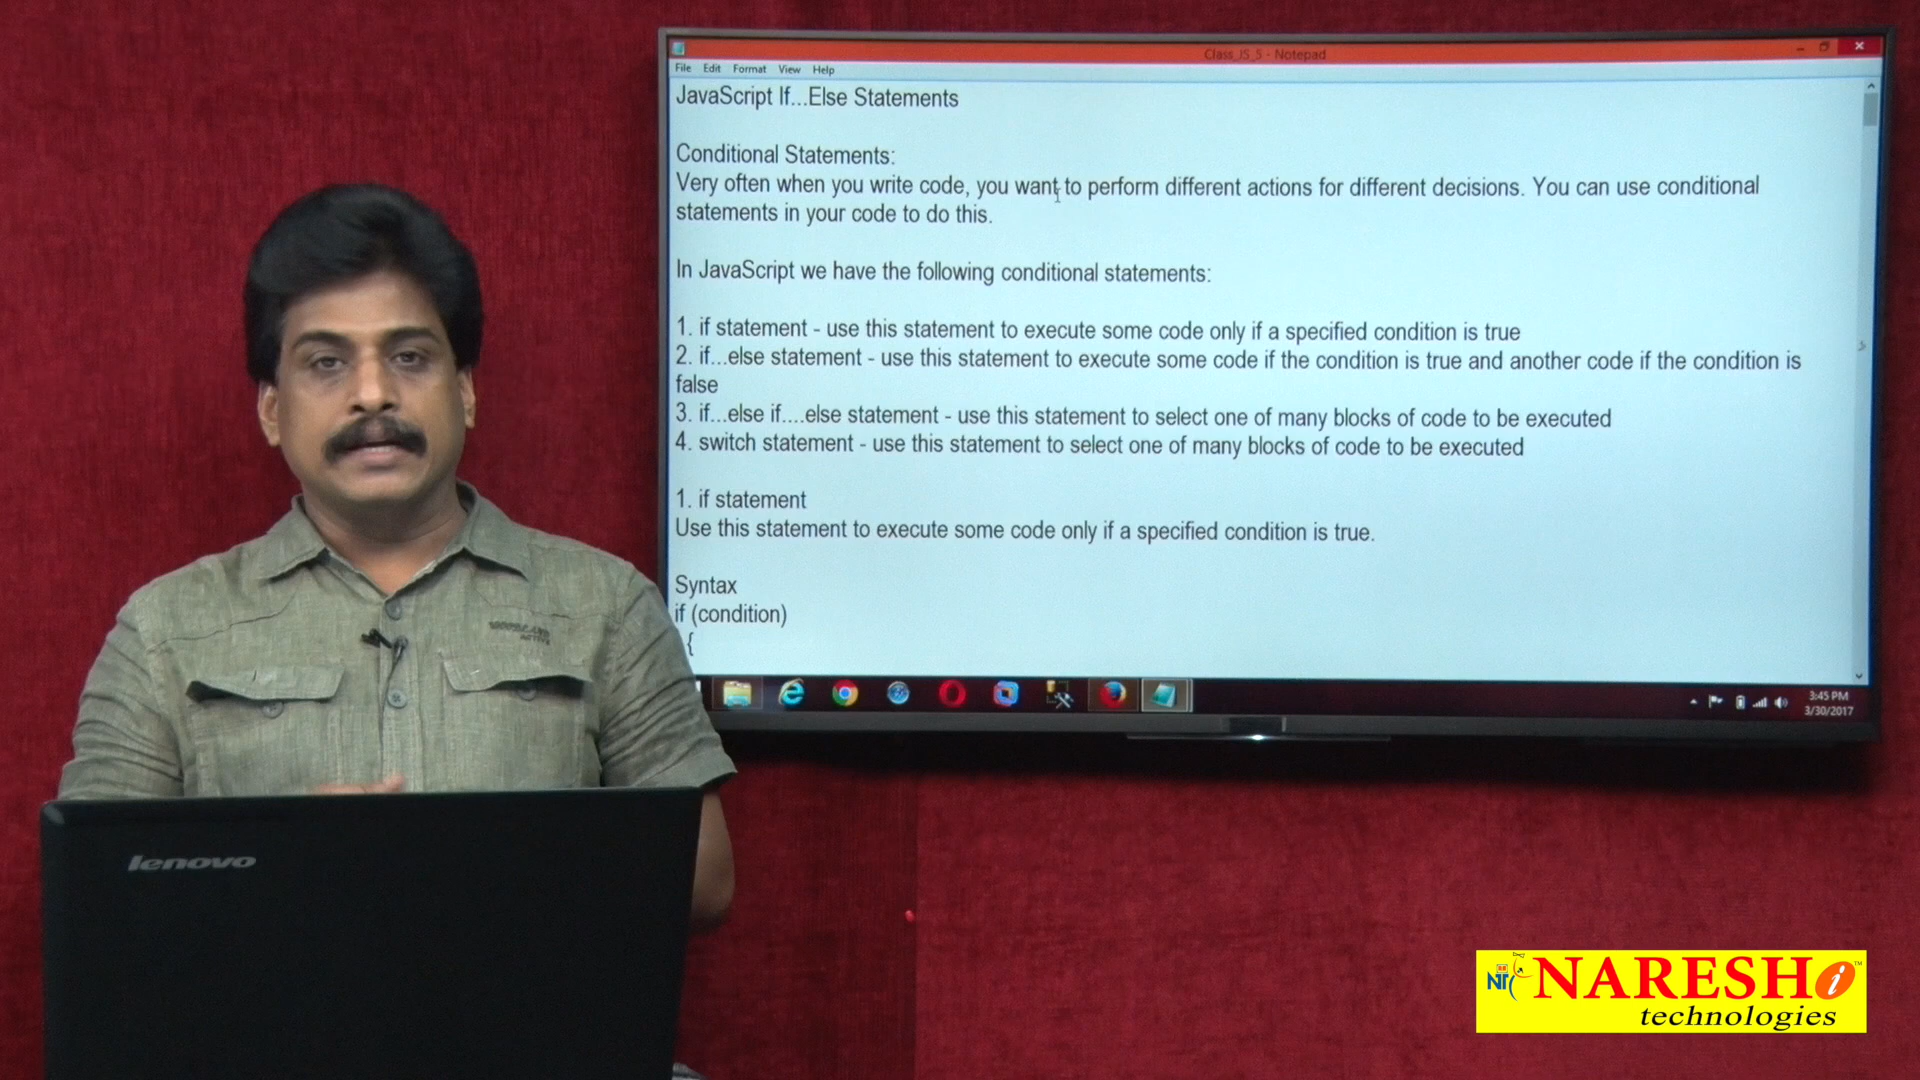 Class_JS_5 - Notepad
File Edit Format View Help
JavaScript If...Else Statements
Conditional Statements:
Very often when you write code, you want to perform different actions for different decisions. You can use conditional
statements in your code to do this.
In JavaScript we have the following conditional statements:
1. if statement - use this statement to execute some code only if a specified condition is true
2. if...else statement - use this statement to execute some code if the condition is true and another code if the condition is
false
3. if...else if....else statement - use this statement to select one of many blocks of code to be executed
4. switch statement - use this statement to select one of many blocks of code to be executed
1. if statement
Use this statement to execute some code only if a specified condition is true.
Syntax
if (condition)
{
3:45 PM
3/30/2017
lenovo
NARESH i
technologies